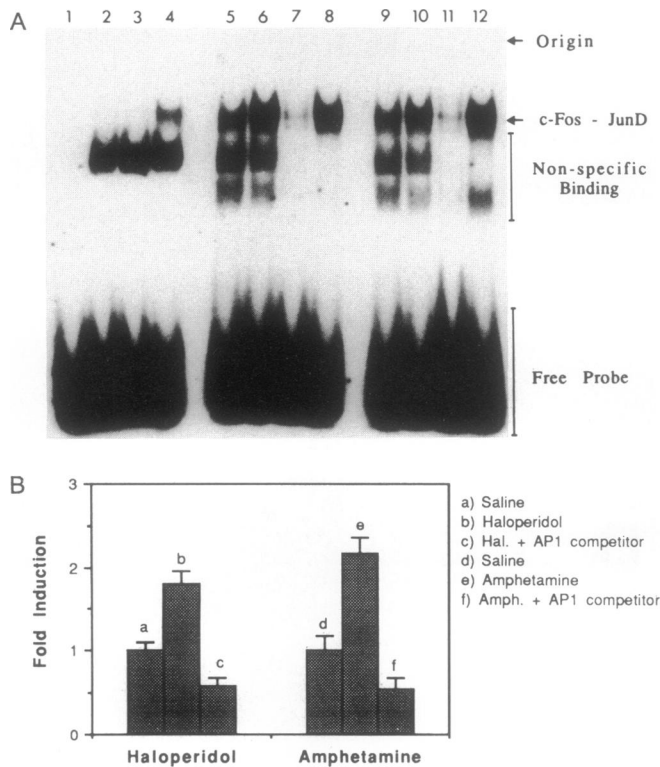 A
1 2 3 4 5 6 7 8 9 10 11 12
Origin
c-Fos - JunD
Non-specific
Binding
Free Probe
B
3
2
1
0
Fold Induction
a
b
c
d
e
f
Haloperidol
Amphetamine
a) Saline
b) Haloperidol
c) Hal. + AP1 competitor
d) Saline
e) Amphetamine
f) Amph. + AP1 competitor